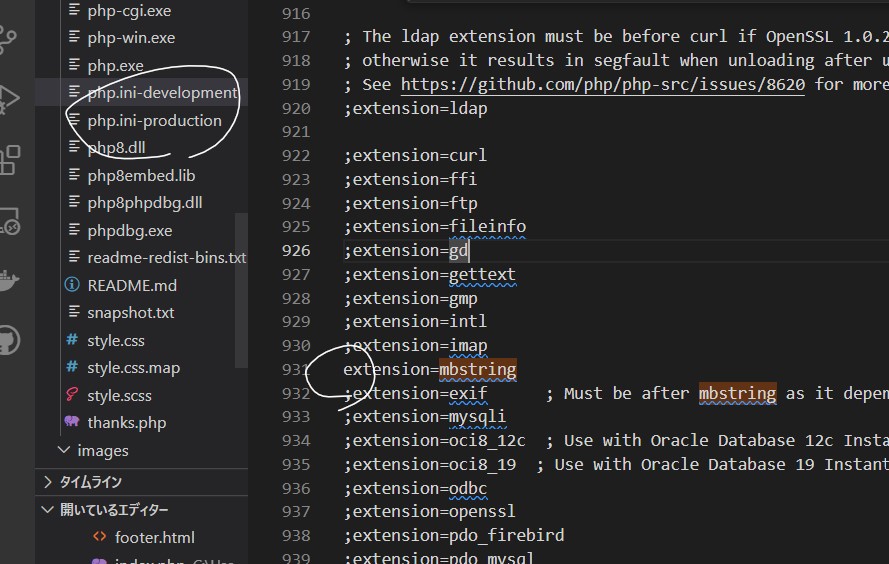 php-cgi.exe
php-win.exe
php.exe
php.ini-development
php.ini-production
php8.dll
php8embed.lib
php8phpdbg.dll
phpdbg.exe
readme-redist-bins.txt
README.md
snapshot.txt
style.css
style.css.map
style.scss
thanks.php
images
タイムライン
開いているエディター
footer.html
index.php
916
917 ; The ldap extension must be before curl if OpenSSL 1.0.2
918 ; otherwise it results in segfault when unloading after u
919 ; See https://github.com/php/php-src/issues/8620 for more
920 ;extension=ldap
921
922 ;extension=curl
923 ;extension=ffi
924 ;extension=ftp
925 ;extension=fileinfo
926 ;extension=gd
927 ;extension=gettext
928 ;extension=gmp
929 ;extension=intl
930 ;extension=imap
931 extension=mbstring
932 ;extension=exif ; Must be after mbstring as it depen
933 ;extension=mysqli
934 ;extension=oci8_12c ; Use with Oracle Database 12c Insta
935 ;extension=oci8_19 ; Use with Oracle Database 19 Instant
936 ;extension=odbc
937 ;extension=openssl
938 ;extension=pdo_firebird
939 ;extension=pdo_mysql